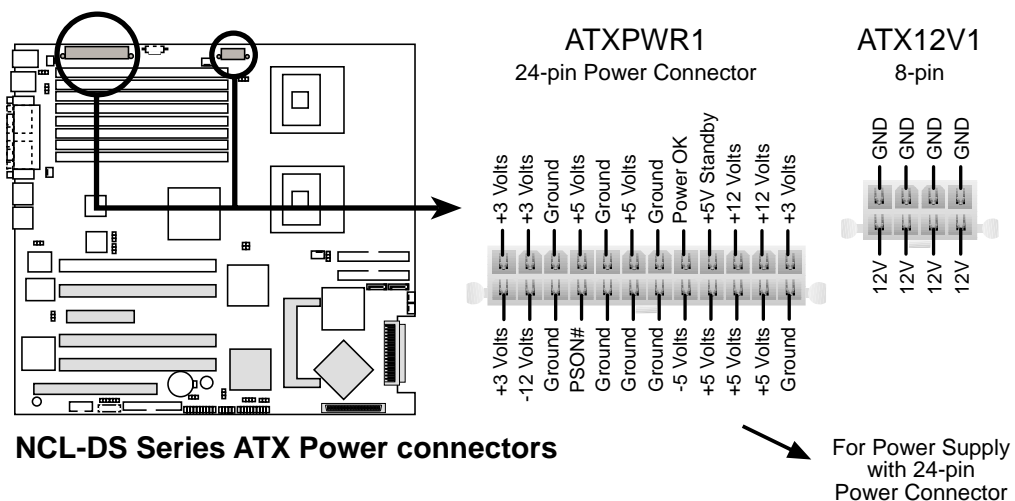 ATXPWR1
24-pin Power Connector
ATX12V1
8-pin
+3 Volts
+3 Volts
Ground
+5 Volts
Ground
+5 Volts
Ground
Power OK
+5V Standby
+12 Volts
+12 Volts
+3 Volts
GND
GND
GND
GND
12V
12V
12V
12V
+3 Volts
-12 Volts
Ground
PSON#
Ground
Ground
Ground
-5 Volts
+5 Volts
+5 Volts
+5 Volts
Ground
NCL-DS Series ATX Power connectors
For Power Supply
with 24-pin
Power Connector